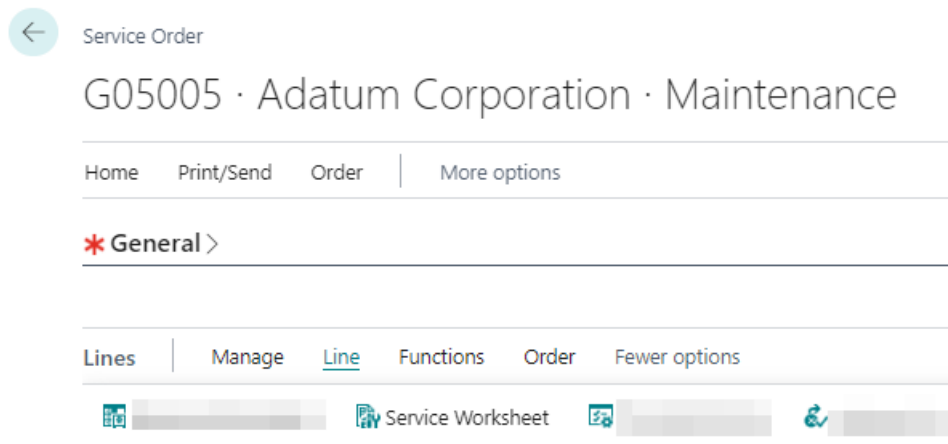 Service Order
G05005 · Adatum Corporation · Maintenance
Home Print/Send Order More options
General
Lines Manage Line Functions Order Fewer options
Service Worksheet